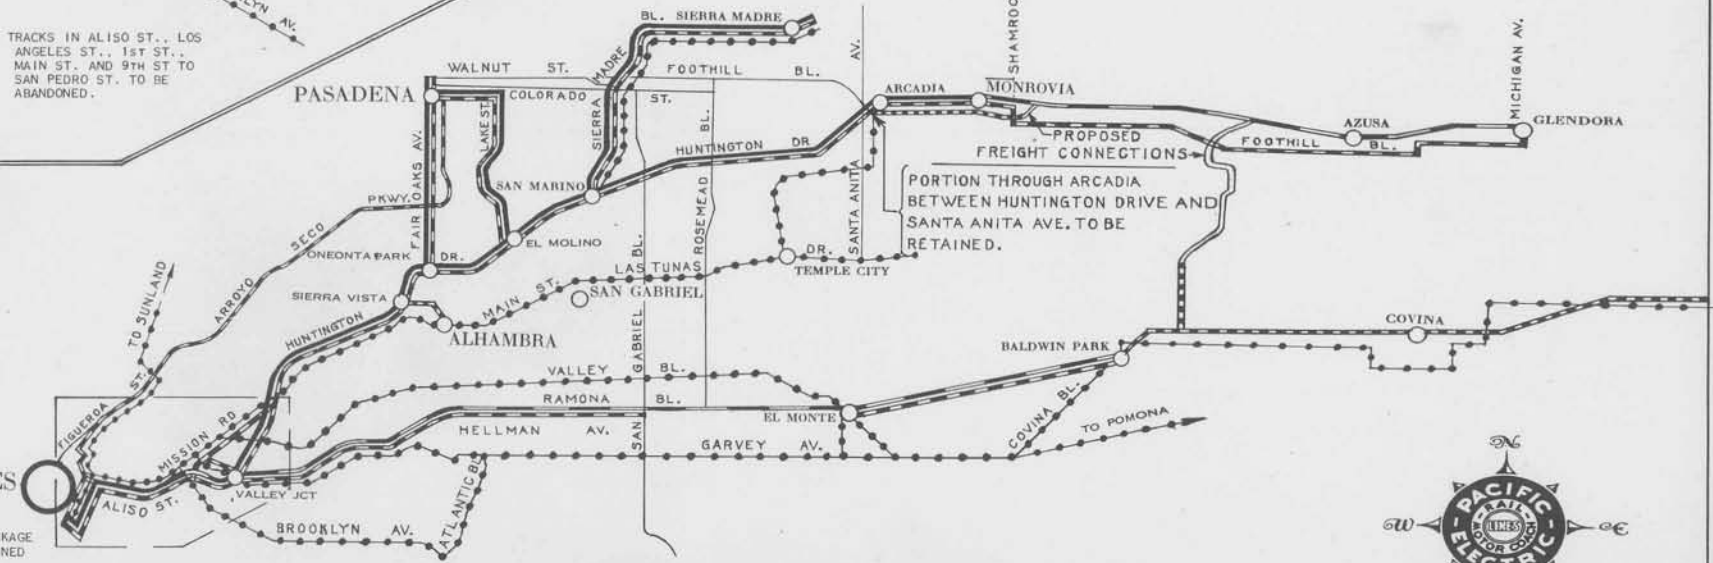 LYN AV.
TRACKS IN ALISO ST., LOS
ANGELES ST., 1ST ST.,
MAIN ST. AND 9TH ST TO
SAN PEDRO ST. TO BE
ABANDONED.
BL. SIERRA MADRE
SHAMROC
MICHIGAN AV.
WALNUT ST.
FOOTHILL BL.
AV.
SIERRA MADRE
PASADENA
LAKE ST.
COLORADO ST.
ARCADIA
MONROVIA
AZUSA
GLENDORA
PROPOSED
FREIGHT CONNECTIONS
FOOTHILL BL.
HUNTINGTON DR
FAIR OAKS AV.
SAN MARINO
PKWY.
ROSEMEAD BL.
SANTA ANITA
PORTION THROUGH ARCADIA
BETWEEN HUNTINGTON DRIVE AND
SANTA ANITA AVE. TO BE
RETAINED.
SECO
ONEONTA PARK
DR.
EL MOLINO
BL.
LAS TUNAS
DR.
TEMPLE CITY
TO SUNLAND
ARROYO
SIERRA VISTA
MAIN ST.
SAN GABRIEL
HUNTINGTON
ALHAMBRA
GABRIEL
COVINA
BALDWIN PARK
ST.
VALLEY BL.
RAMONA BL.
EL MONTE
COVINA BL.
TO POMONA
FIGUEROA
MISSION RD
HELLMAN AV.
SAN
GARVEY AV.
ES
ALISO ST.
VALLEY JCT
ATLANTIC BL
BROOKLYN AV.
KAGE
NED
N
W
E
PACIFIC
RAIL
LINES
MOTOR COACH
ELECTRIC